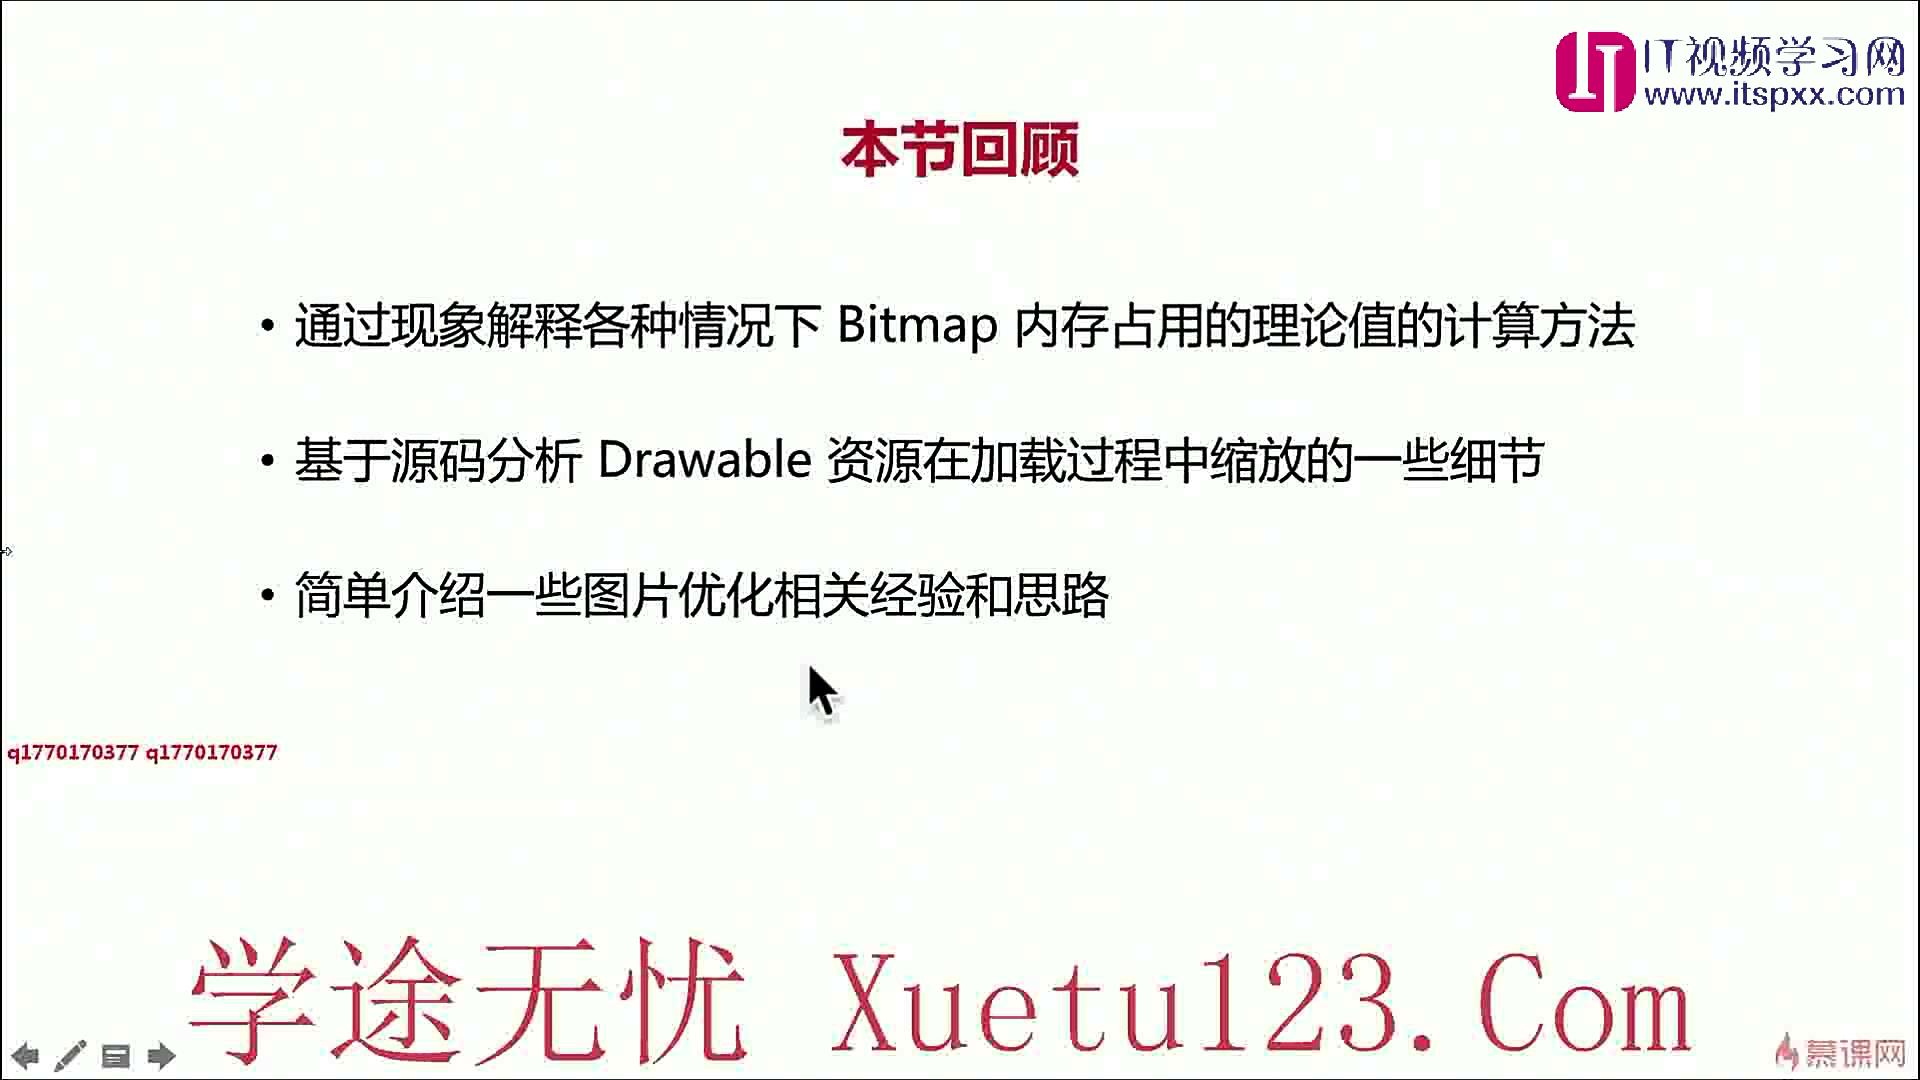 IT视频学习网
www.itspxx.com
本节回顾
• 通过现象解释各种情况下 Bitmap 内存占用的理论值的计算方法
• 基于源码分析 Drawable 资源在加载过程中缩放的一些细节
• 简单介绍一些图片优化相关经验和思路
q1770170377 q1770170377
学途无忧 Xuetu123.Com
慕课网